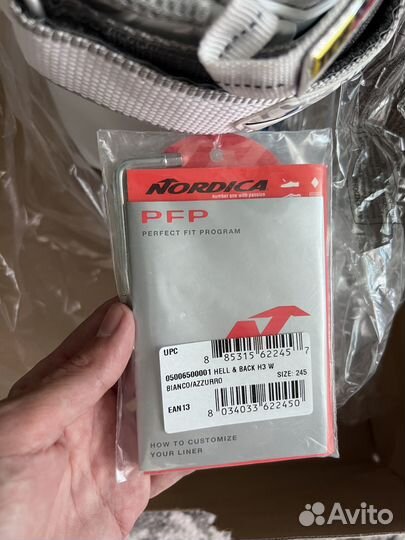 NORDICA
number one with passion
PFP
PERFECT FIT PROGRAM
UPC
8 85315 62245 7
05006500001 HELL & BACK H3 W
BIANCO/AZZURRO SIZE: 245
EAN13
8 034033 622450
HOW TO CUSTOMIZE
YOUR LINER
Avito